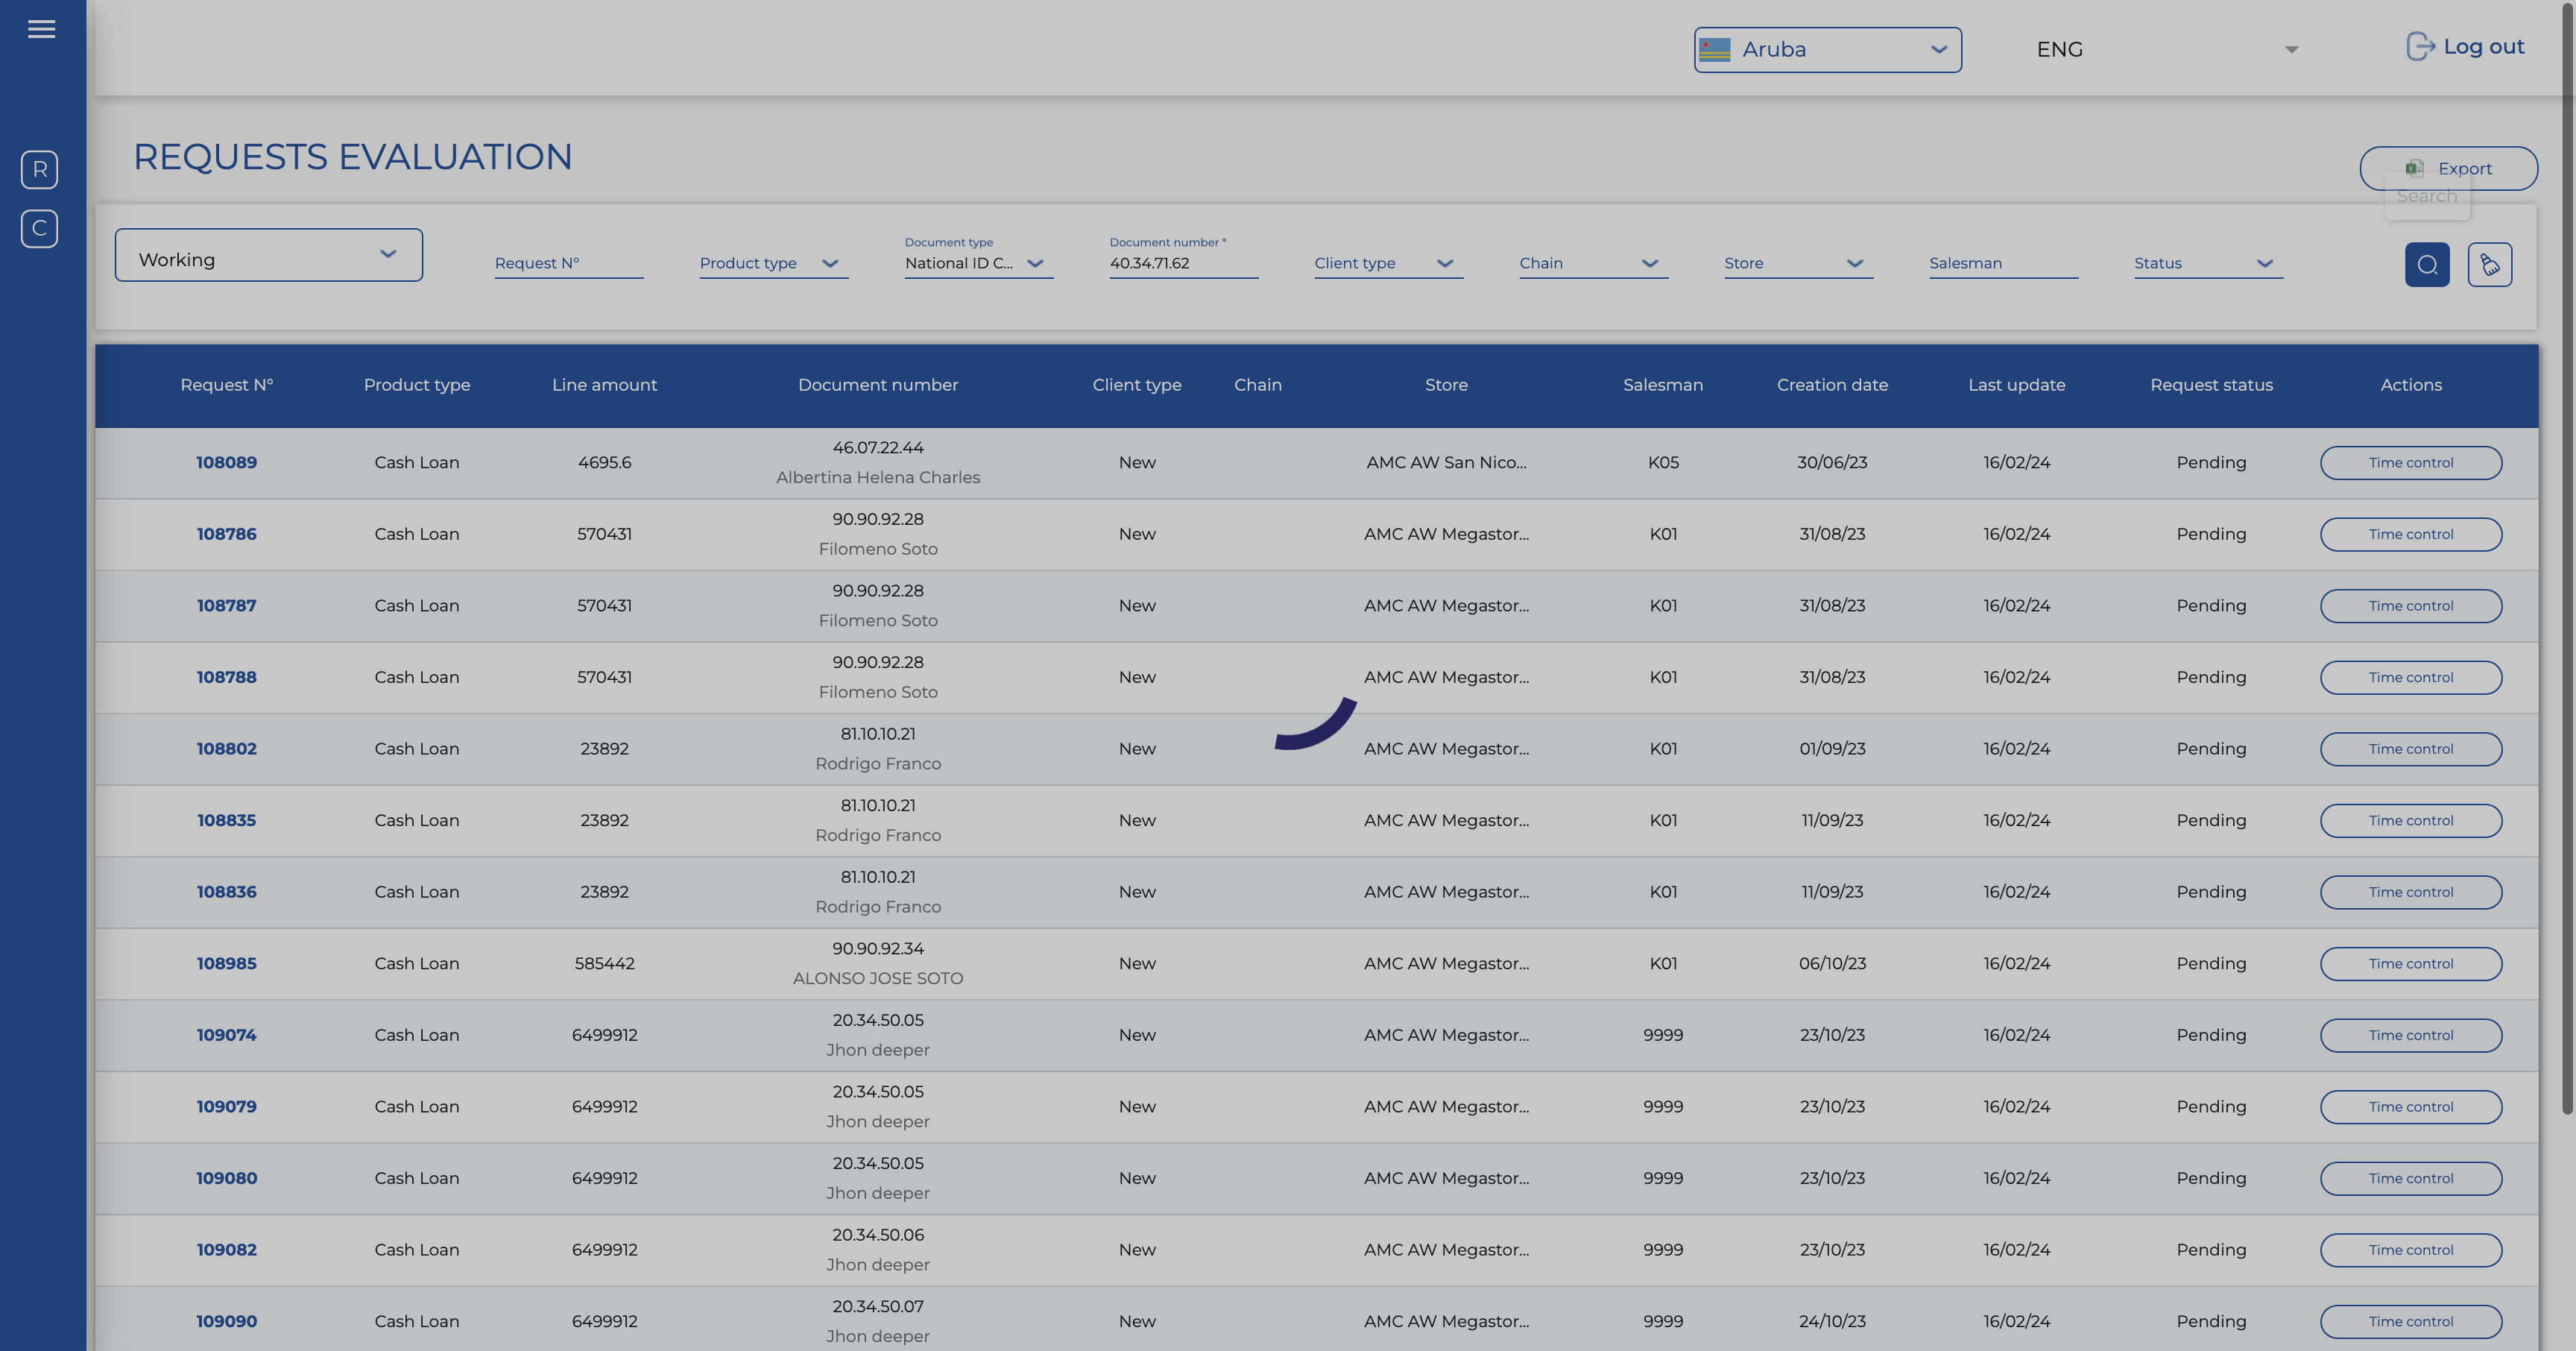 Aruba
ENG
Log out
R
C
REQUESTS EVALUATION
Export
Search
Working
Request N°
Product type
Document type
National ID C...
Document number *
40.34.71.62
Client type
Chain
Store
Salesman
Status
Request N° Product type Line amount Document number Client type Chain Store Salesman Creation date Last update Request status Actions
108089 Cash Loan 4695.6 46.07.22.44 New AMC AW San Nico... K05 30/06/23 16/02/24 Pending Time control
Albertina Helena Charles
108786 Cash Loan 570431 90.90.92.28 New AMC AW Megastor... K01 31/08/23 16/02/24 Pending Time control
Filomeno Soto
108787 Cash Loan 570431 90.90.92.28 New AMC AW Megastor... K01 31/08/23 16/02/24 Pending Time control
Filomeno Soto
108788 Cash Loan 570431 90.90.92.28 New AMC AW Megastor... K01 31/08/23 16/02/24 Pending Time control
Filomeno Soto
108802 Cash Loan 23892 81.10.10.21 New AMC AW Megastor... K01 01/09/23 16/02/24 Pending Time control
Rodrigo Franco
108835 Cash Loan 23892 81.10.10.21 New AMC AW Megastor... K01 11/09/23 16/02/24 Pending Time control
Rodrigo Franco
108836 Cash Loan 23892 81.10.10.21 New AMC AW Megastor... K01 11/09/23 16/02/24 Pending Time control
Rodrigo Franco
108985 Cash Loan 585442 90.90.92.34 New AMC AW Megastor... K01 06/10/23 16/02/24 Pending Time control
ALONSO JOSE SOTO
109074 Cash Loan 6499912 20.34.50.05 New AMC AW Megastor... 9999 23/10/23 16/02/24 Pending Time control
Jhon deeper
109079 Cash Loan 6499912 20.34.50.05 New AMC AW Megastor... 9999 23/10/23 16/02/24 Pending Time control
Jhon deeper
109080 Cash Loan 6499912 20.34.50.05 New AMC AW Megastor... 9999 23/10/23 16/02/24 Pending Time control
Jhon deeper
109082 Cash Loan 6499912 20.34.50.06 New AMC AW Megastor... 9999 23/10/23 16/02/24 Pending Time control
Jhon deeper
109090 Cash Loan 6499912 20.34.50.07 New AMC AW Megastor... 9999 24/10/23 16/02/24 Pending Time control
Jhon deeper